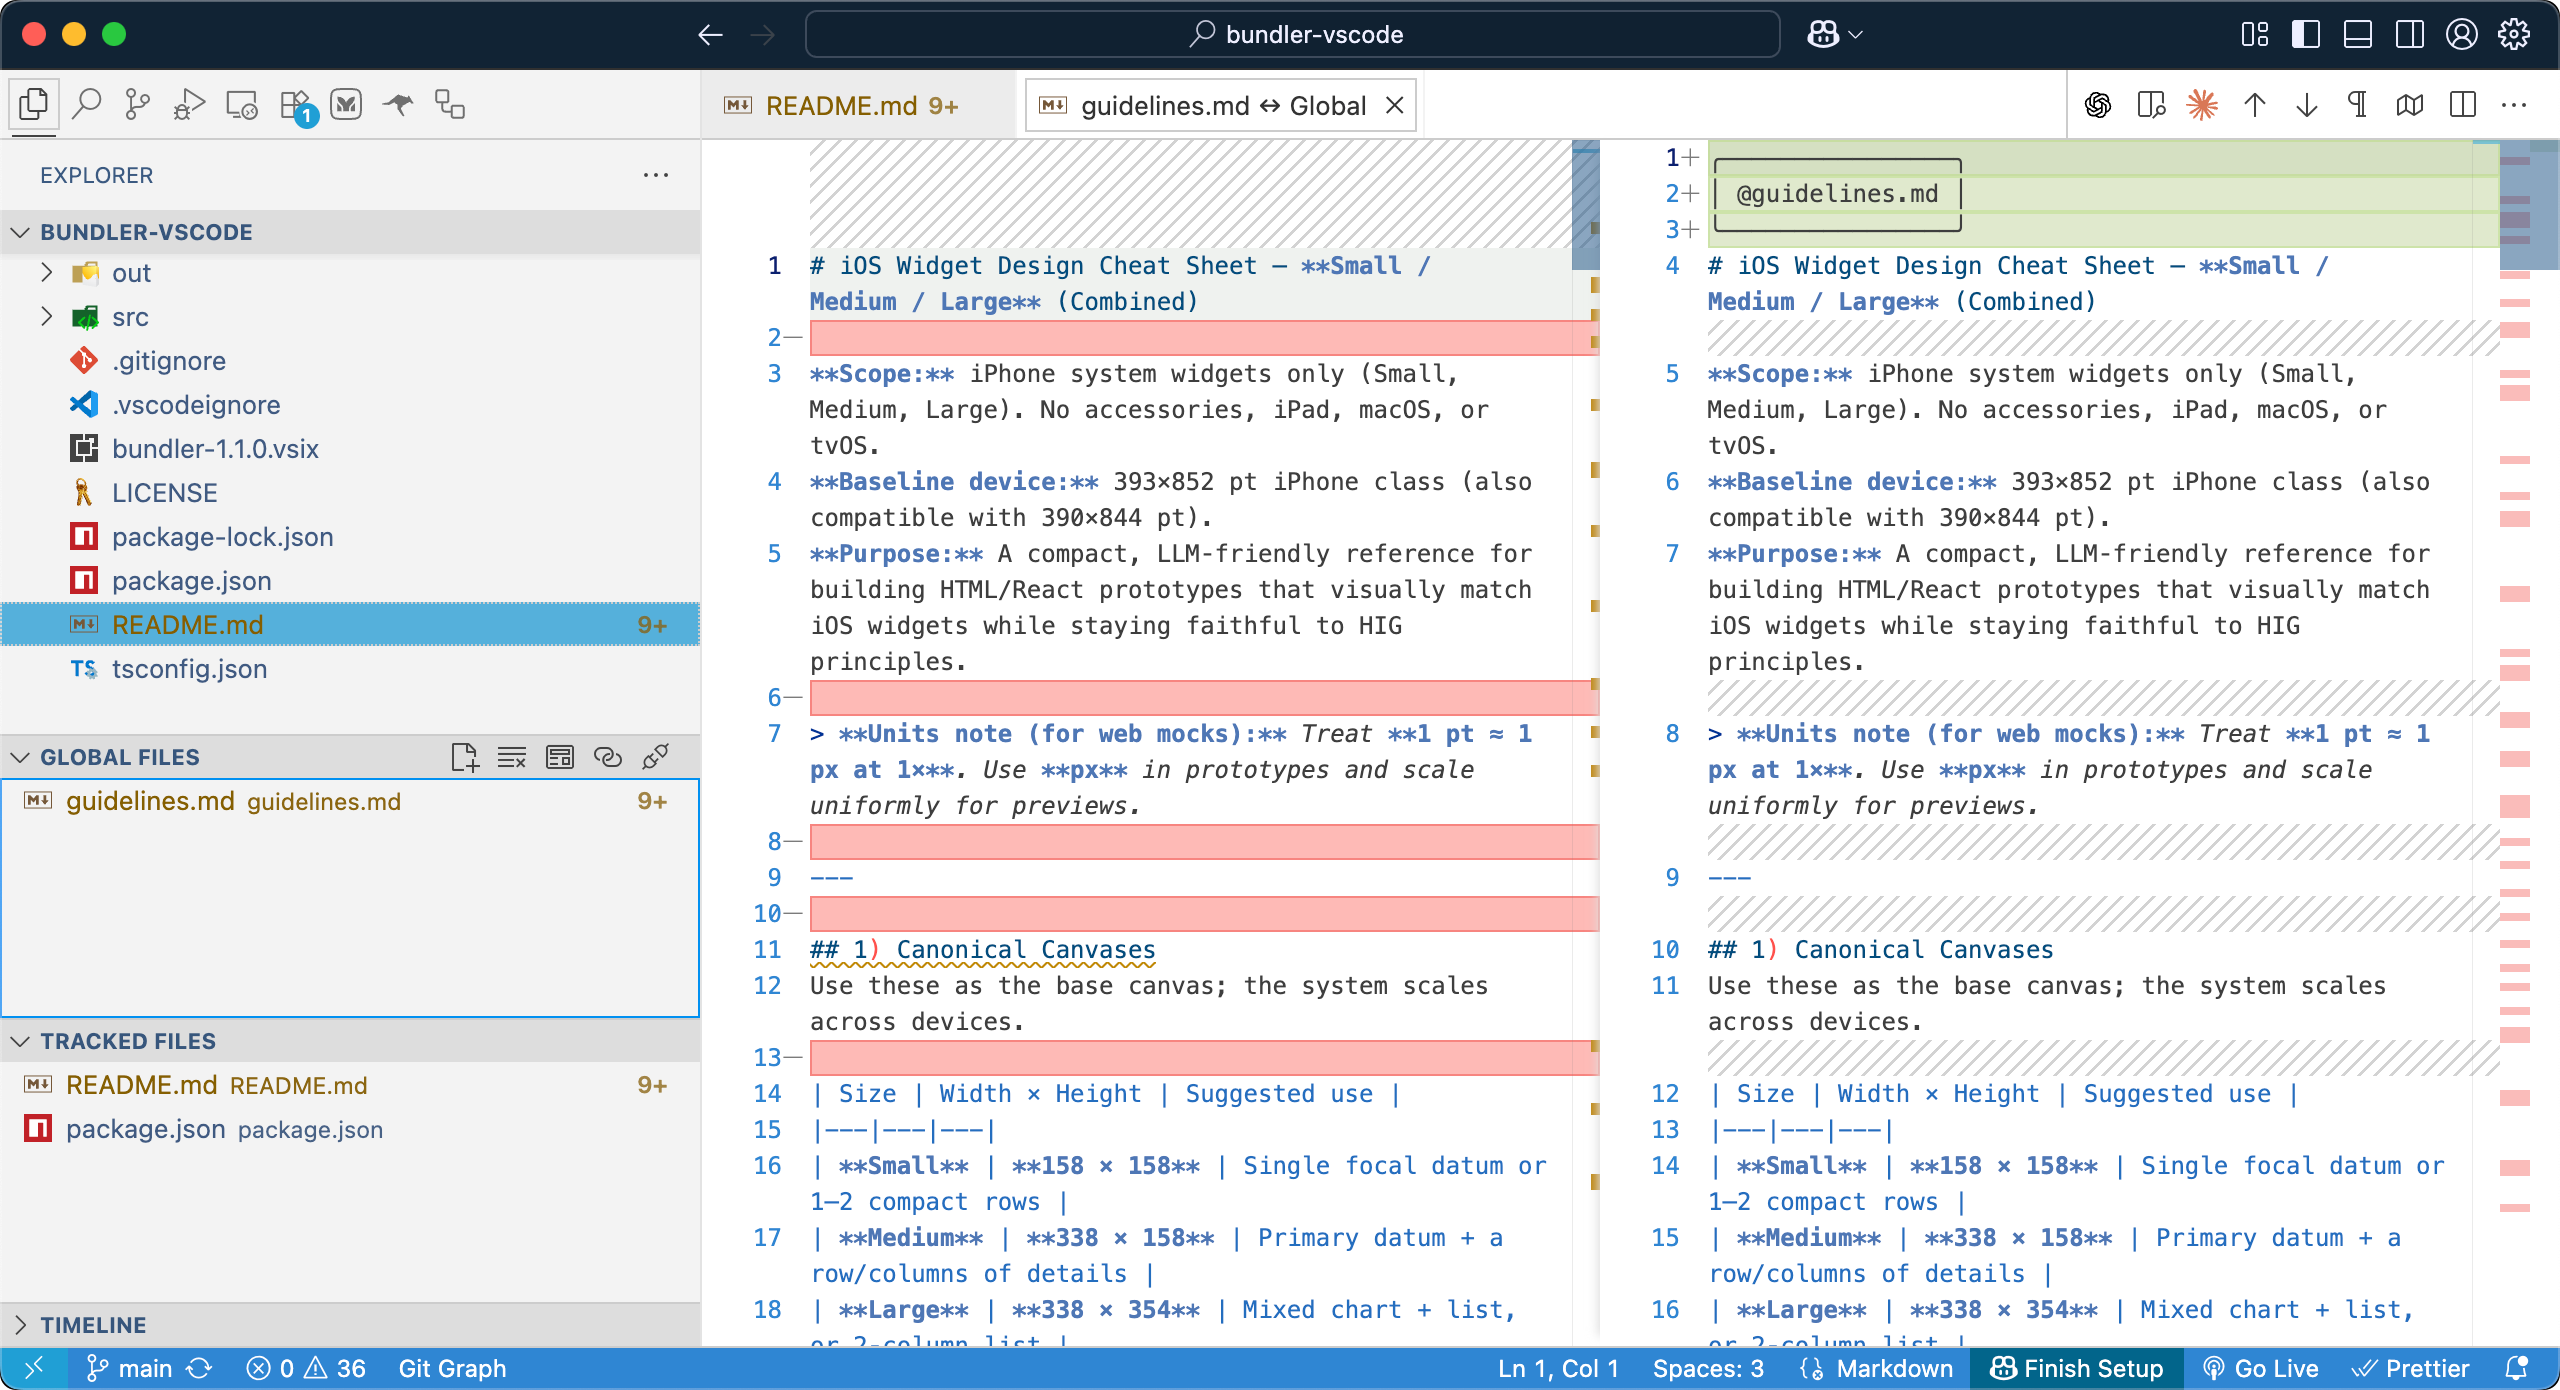 bundler-vscode
1
README.md 9+
guidelines.md ↔ Global
EXPLORER
BUNDLER-VSCODE
out
src
.gitignore
.vscodeignore
bundler-1.1.0.vsix
LICENSE
package-lock.json
package.json
README.md 9+
TS tsconfig.json
GLOBAL FILES
guidelines.md guidelines.md 9+
TRACKED FILES
README.md README.md 9+
package.json package.json
TIMELINE
1 # iOS Widget Design Cheat Sheet — **Small /
Medium / Large** (Combined)
2—
3 **Scope:** iPhone system widgets only (Small,
Medium, Large). No accessories, iPad, macOS, or
tvOS.
4 **Baseline device:** 393×852 pt iPhone class (also
compatible with 390×844 pt).
5 **Purpose:** A compact, LLM-friendly reference for
building HTML/React prototypes that visually match
iOS widgets while staying faithful to HIG
principles.
6—
7 > **Units note (for web mocks):** Treat **1 pt ≈ 1
px at 1×**. Use **px** in prototypes and scale
uniformly for previews.
8—
9 ---
10—
11 ## 1) Canonical Canvases
12 Use these as the base canvas; the system scales
across devices.
13—
14 | Size | Width × Height | Suggested use |
15 |---|---|---|
16 | **Small** | **158 × 158** | Single focal datum or
1–2 compact rows |
17 | **Medium** | **338 × 158** | Primary datum + a
row/columns of details |
18 | **Large** | **338 × 354** | Mixed chart + list,
or 2-column list |
1+
2+ @guidelines.md
3+
4 # iOS Widget Design Cheat Sheet — **Small /
Medium / Large** (Combined)
5 **Scope:** iPhone system widgets only (Small,
Medium, Large). No accessories, iPad, macOS, or
tvOS.
6 **Baseline device:** 393×852 pt iPhone class (also
compatible with 390×844 pt).
7 **Purpose:** A compact, LLM-friendly reference for
building HTML/React prototypes that visually match
iOS widgets while staying faithful to HIG
principles.
8 > **Units note (for web mocks):** Treat **1 pt ≈ 1
px at 1×**. Use **px** in prototypes and scale
uniformly for previews.
9 ---
10 ## 1) Canonical Canvases
11 Use these as the base canvas; the system scales
across devices.
12 | Size | Width × Height | Suggested use |
13 |---|---|---|
14 | **Small** | **158 × 158** | Single focal datum or
1–2 compact rows |
15 | **Medium** | **338 × 158** | Primary datum + a
row/columns of details |
16 | **Large** | **338 × 354** | Mixed chart + list,
or 2-column list |
main 0 36 Git Graph
Ln 1, Col 1 Spaces: 3 Markdown Finish Setup Go Live Prettier